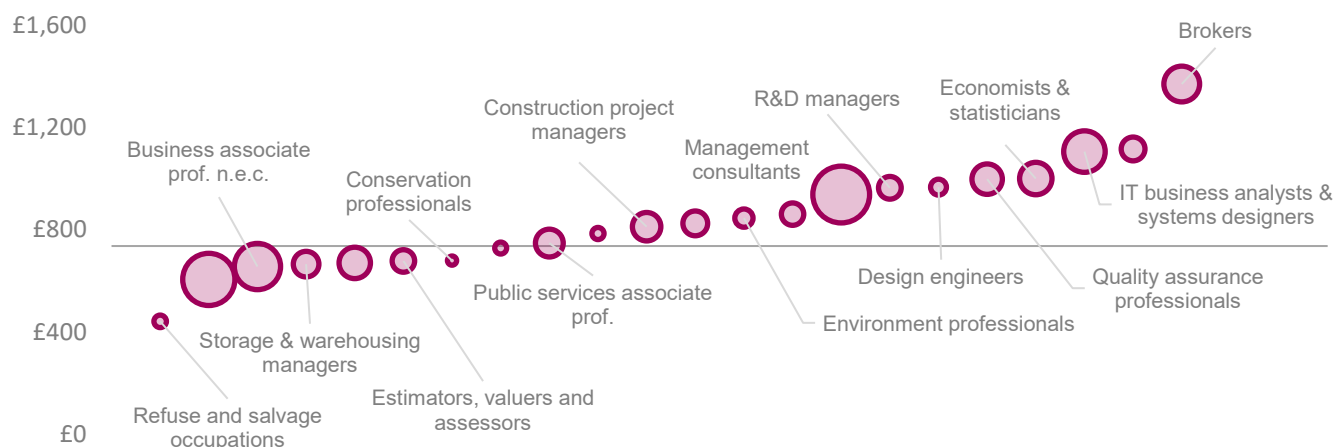 £1,600
£1,200
£800
£400
£0
Brokers
Economists &
statisticians
R&D managers
Construction project
managers
Management
consultants
Business associate
prof. n.e.c.
Conservation
professionals
IT business analysts &
systems designers
Design engineers
Quality assurance
professionals
Public services associate
prof.
Environment professionals
Storage & warehousing
managers
Estimators, valuers and
assessors
Refuse and salvage
occupations